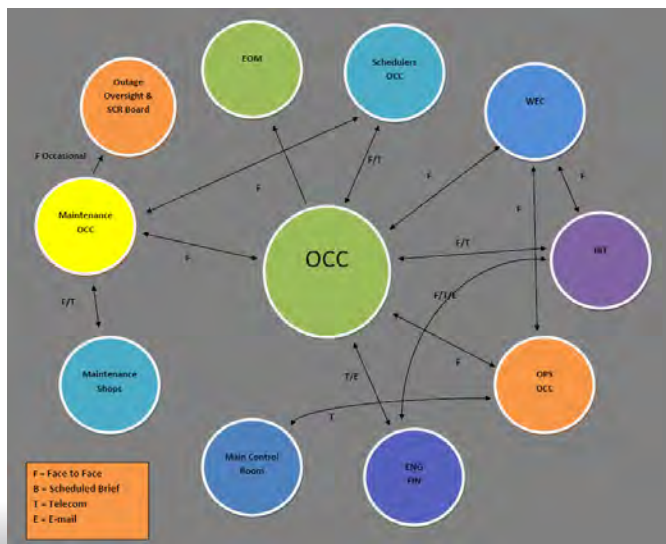 EOM
Schedulers
OCC
Outage
Oversight &
SCR Board
WEC
F Occasional
F/T
F
F
F
F
Maintenance
OCC
OCC
F
F/T
F/T/E
F/T
Maintenance
Shops
T/E
F
OPS
OCC
T
Main Control
Room
ENG
FIN
F = Face to Face
B = Scheduled Brief
T = Telecom
E = E-mail